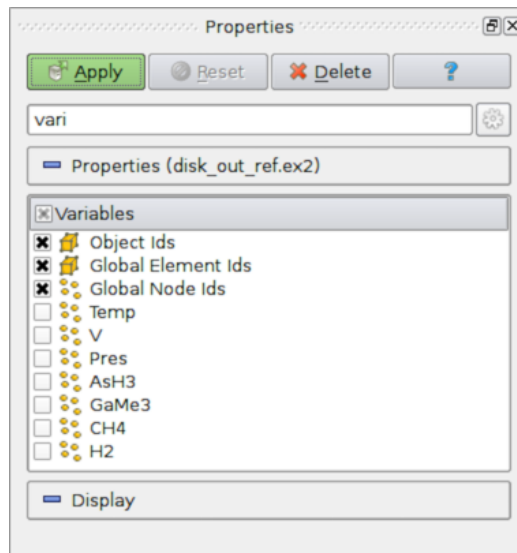 Properties
Apply Reset Delete ?
vari
Properties (disk_out_ref.ex2)
Variables
Object Ids
Global Element Ids
Global Node Ids
Temp
V
Pres
AsH3
GaMe3
CH4
H2
Display